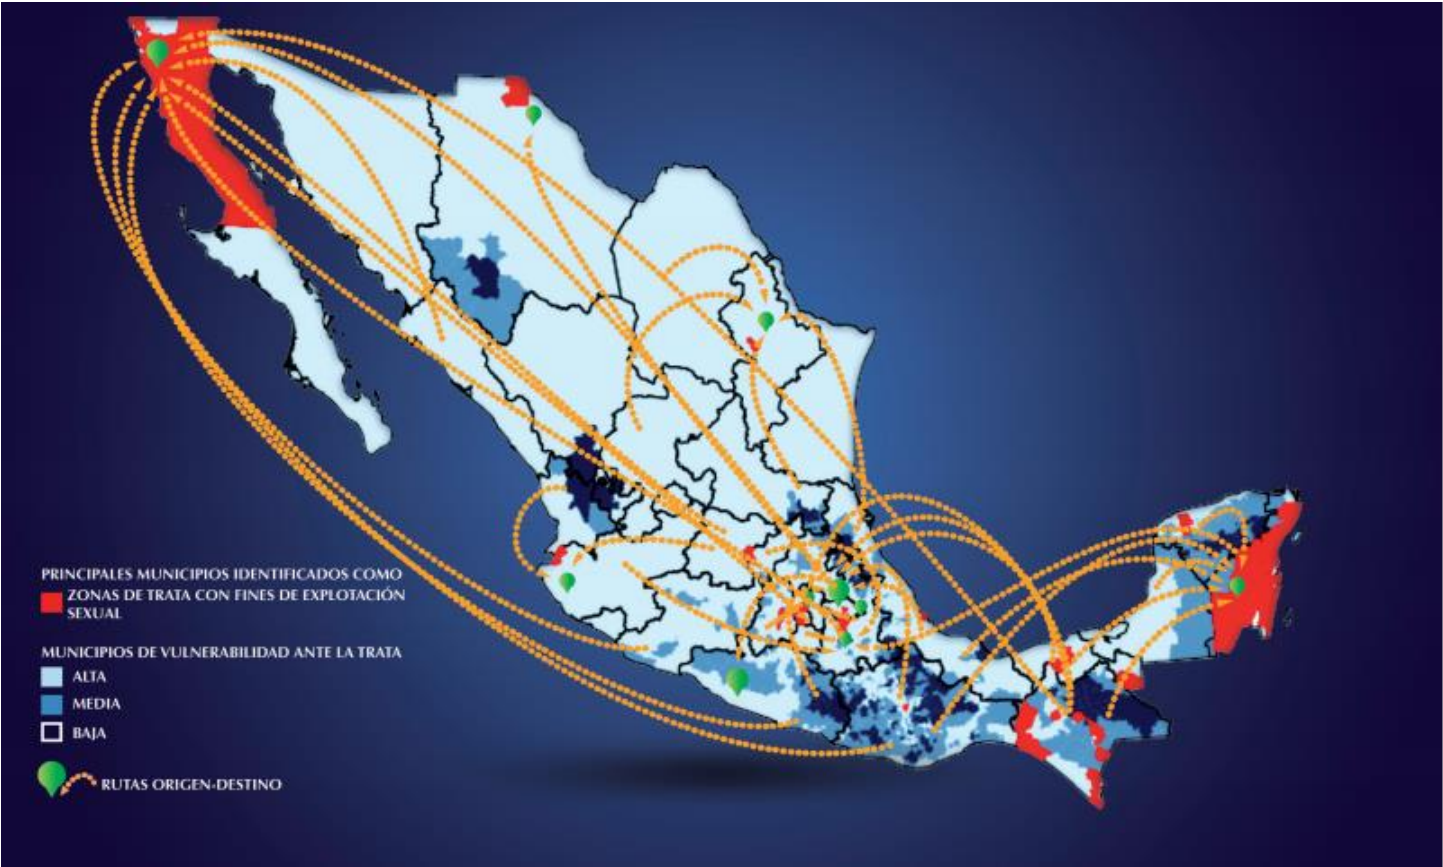 PRINCIPALES MUNICIPIOS IDENTIFICADOS COMO
ZONAS DE TRATA CON FINES DE EXPLOTACIÓN
SEXUAL
MUNICIPIOS DE VULNERABILIDAD ANTE LA TRATA
ALTA
MEDIA
BAJA
RUTAS ORIGEN-DESTINO